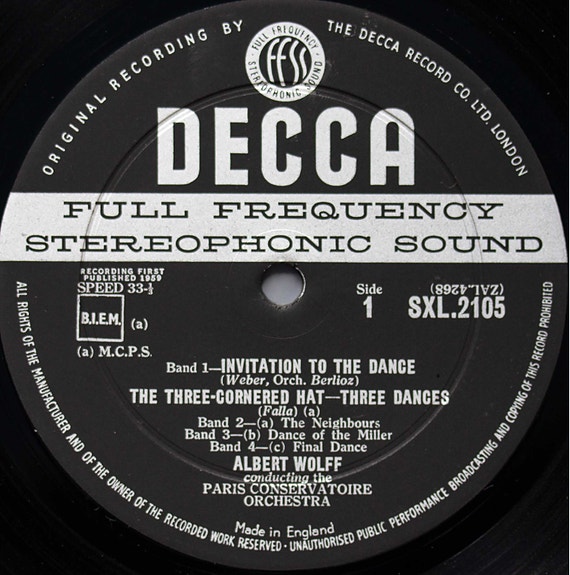 ORIGINAL RECORDING BY THE DECCA RECORD CO. LTD. LONDON
FULL FREQUENCY
FFSS
STEREOPHONIC SOUND
DECCA
FULL FREQUENCY
STEREOPHONIC SOUND
RECORDING FIRST
PUBLISHED 1959
SPEED 33-⅓
B.I.E.M. (a)
(a) M.C.P.S.
Side
1
(ZAL.4268)
SXL.2105
Band 1—INVITATION TO THE DANCE
(Weber, Orch. Berlioz)
THE THREE-CORNERED HAT—THREE DANCES
(Falla) (a)
Band 2—(a) The Neighbours
Band 3—(b) Dance of the Miller
Band 4—(c) Final Dance
ALBERT WOLFF
conducting the
PARIS CONSERVATOIRE
ORCHESTRA
Made in England
ALL RIGHTS OF THE MANUFACTURER AND OF THE OWNER OF THE RECORDED WORK RESERVED · UNAUTHORISED PUBLIC PERFORMANCE BROADCASTING AND COPYING OF THIS RECORD PROHIBITED